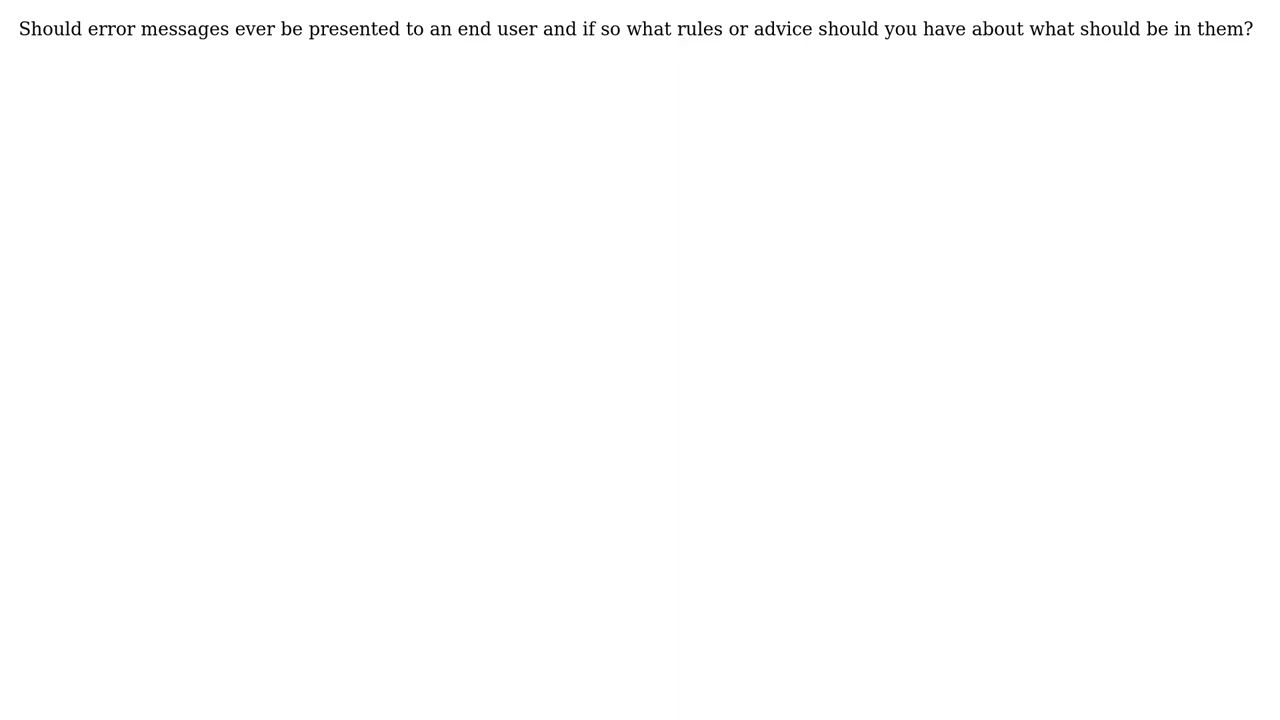 Should error messages ever be presented to an end user and if so what rules or advice should you have about what should be in them?